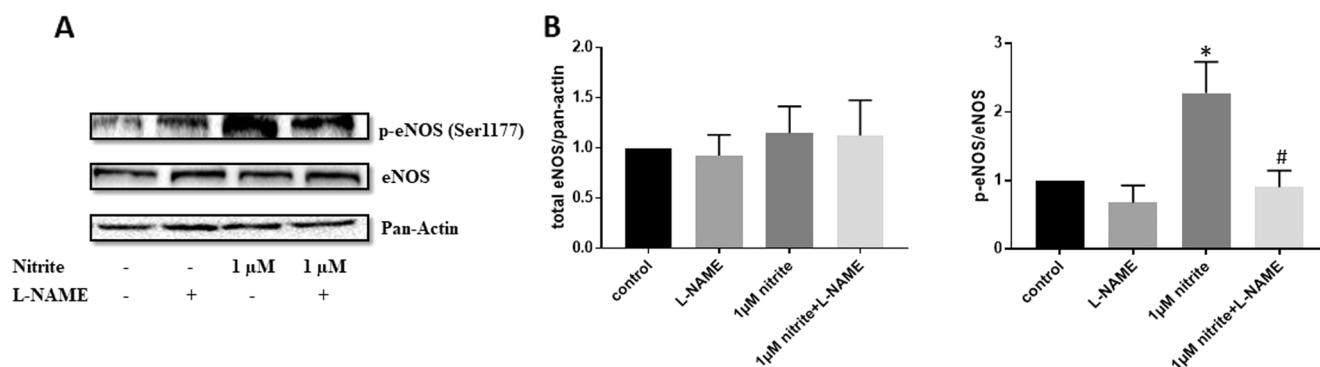 A
p-eNOS (Ser1177)
eNOS
Pan-Actin
Nitrite - - 1 µM 1 µM
L-NAME - + - +
B
total eNOS/pan-actin
2.0
1.5
1.0
0.5
0.0
control
L-NAME
1µM nitrite
1µM nitrite+L-NAME
p-eNOS/eNOS
3
2
1
0
*
#
control
L-NAME
1µM nitrite
1µM nitrite+L-NAME